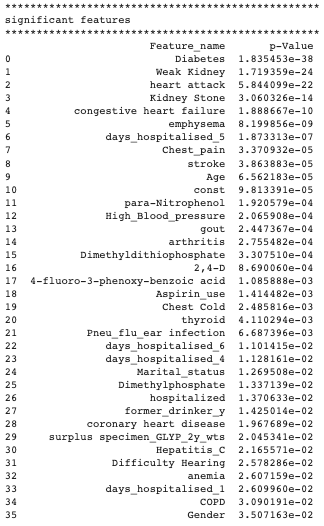 **************************************************
significant features
**************************************************
Feature_name p-Value
0 Diabetes 1.835453e-38
1 Weak Kidney 1.719359e-24
2 heart attack 5.844099e-22
3 Kidney Stone 3.060326e-14
4 congestive heart failure 1.888667e-10
5 emphysema 8.199856e-09
6 days_hospitalised_5 1.873313e-07
7 Chest_pain 3.370932e-05
8 stroke 3.863883e-05
9 Age 6.562183e-05
10 const 9.813391e-05
11 para-Nitrophenol 1.920579e-04
12 High_Blood_pressure 2.065908e-04
13 gout 2.447367e-04
14 arthritis 2.755482e-04
15 Dimethyldithiophosphate 3.307510e-04
16 2,4-D 8.690060e-04
17 4-fluoro-3-phenoxy-benzoic acid 1.085888e-03
18 Aspirin_use 1.414482e-03
19 Chest Cold 2.485816e-03
20 thyroid 4.110294e-03
21 Pneu_flu_ear infection 6.687396e-03
22 days_hospitalised_6 1.101415e-02
23 days_hospitalised_4 1.128161e-02
24 Marital_status 1.269508e-02
25 Dimethylphosphate 1.337139e-02
26 hospitalized 1.370633e-02
27 former_drinker_y 1.425014e-02
28 coronary heart disease 1.967689e-02
29 surplus specimen_GLYP_2y_wts 2.045341e-02
30 Hepatitis_C 2.165571e-02
31 Difficulty Hearing 2.578286e-02
32 anemia 2.607159e-02
33 days_hospitalised_1 2.609960e-02
34 COPD 3.090191e-02
35 Gender 3.507163e-02